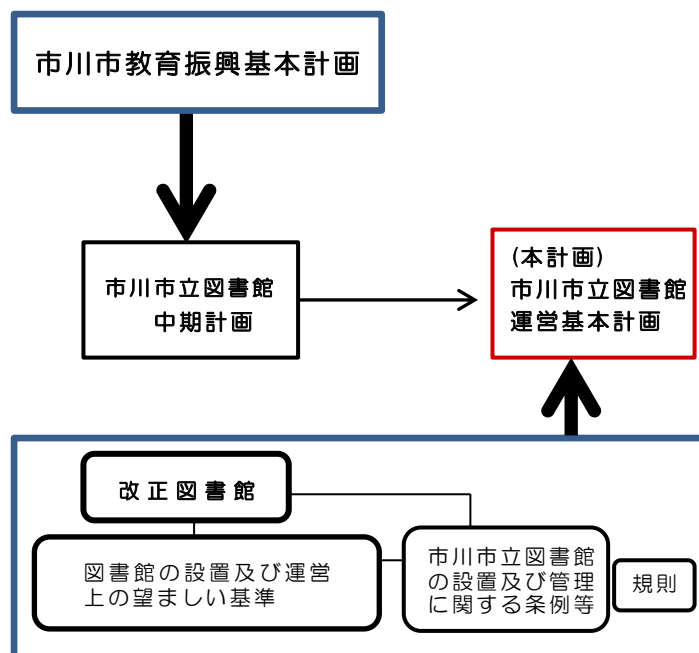 市川市教育振興基本計画
市川市立図書館
中期計画
(本計画)
市川市立図書館
運営基本計画
改正図書館
図書館の設置及び運営
上の望ましい基準
市川市立図書館
の設置及び管理
に関する条例等
規則